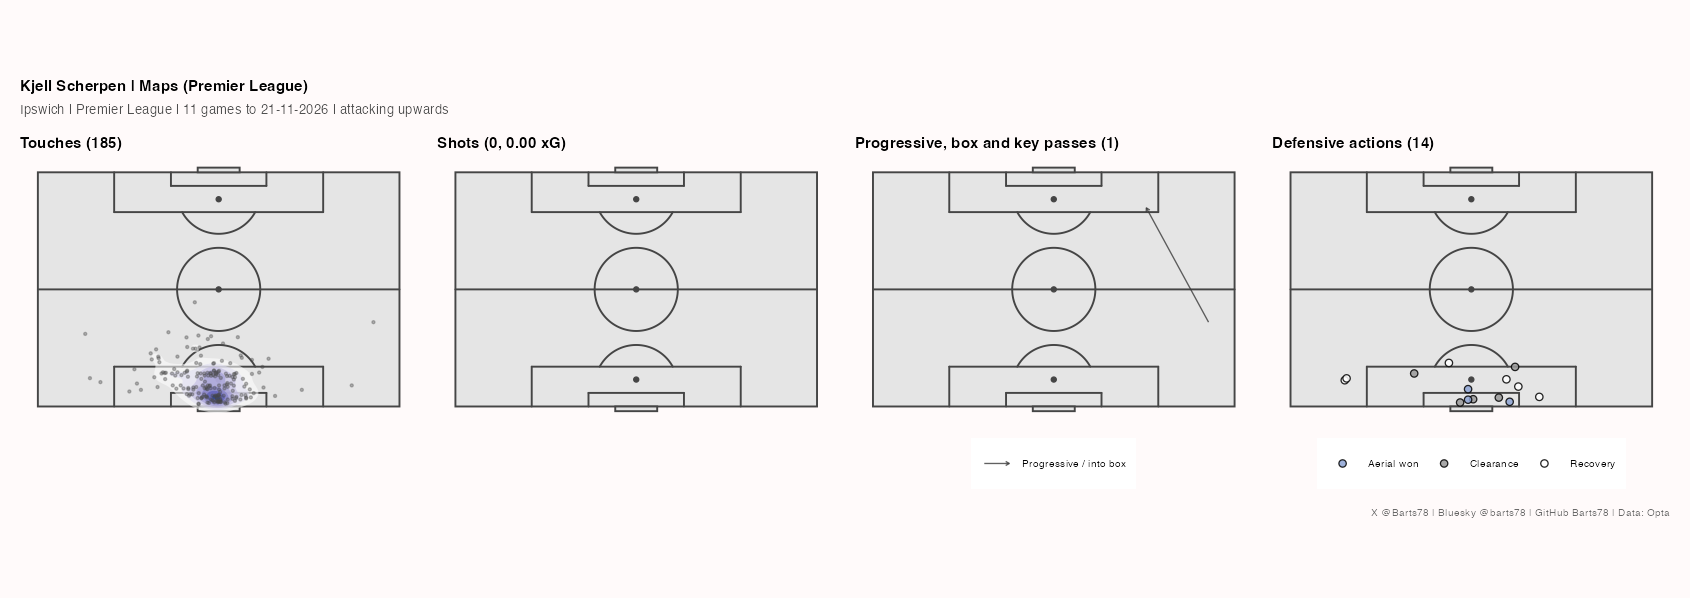 Kjell Scherpen | Maps (Premier League)
Ipswich | Premier League | 11 games to 21-11-2026 | attacking upwards
Touches (185)
Shots (0, 0.00 xG)
Progressive, box and key passes (1)
Defensive actions (14)
Progressive / into box
Aerial won
Clearance
Recovery
X @Barts78 | Bluesky @barts78 | GitHub Barts78 | Data: Opta